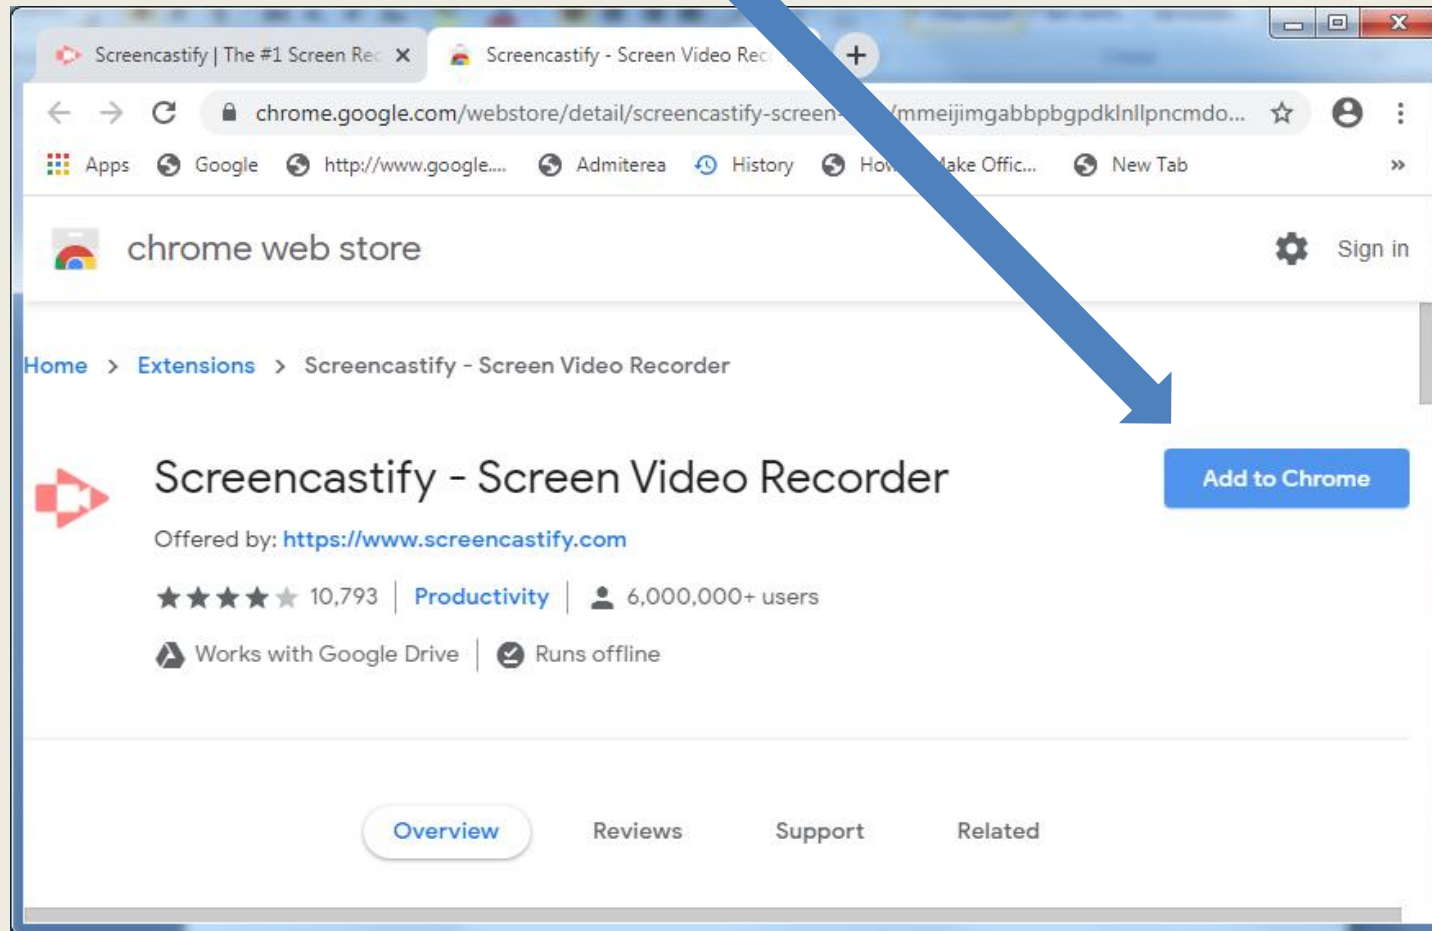 Screencastify | The #1 Screen Rec
Screencastify - Screen Video Rec
chrome.google.com/webstore/detail/screencastify-screen- /mmeijimgabbpbgpdklnllpncmdo...
Apps Google http://www.google.... Admiterea History Make Offic... New Tab »
chrome web store
Sign in
Home > Extensions > Screencastify - Screen Video Recorder
Screencastify - Screen Video Recorder
Add to Chrome
Offered by: https://www.screencastify.com
10,793 | Productivity | 6,000,000+ users
Works with Google Drive | Runs offline
Overview Reviews Support Related